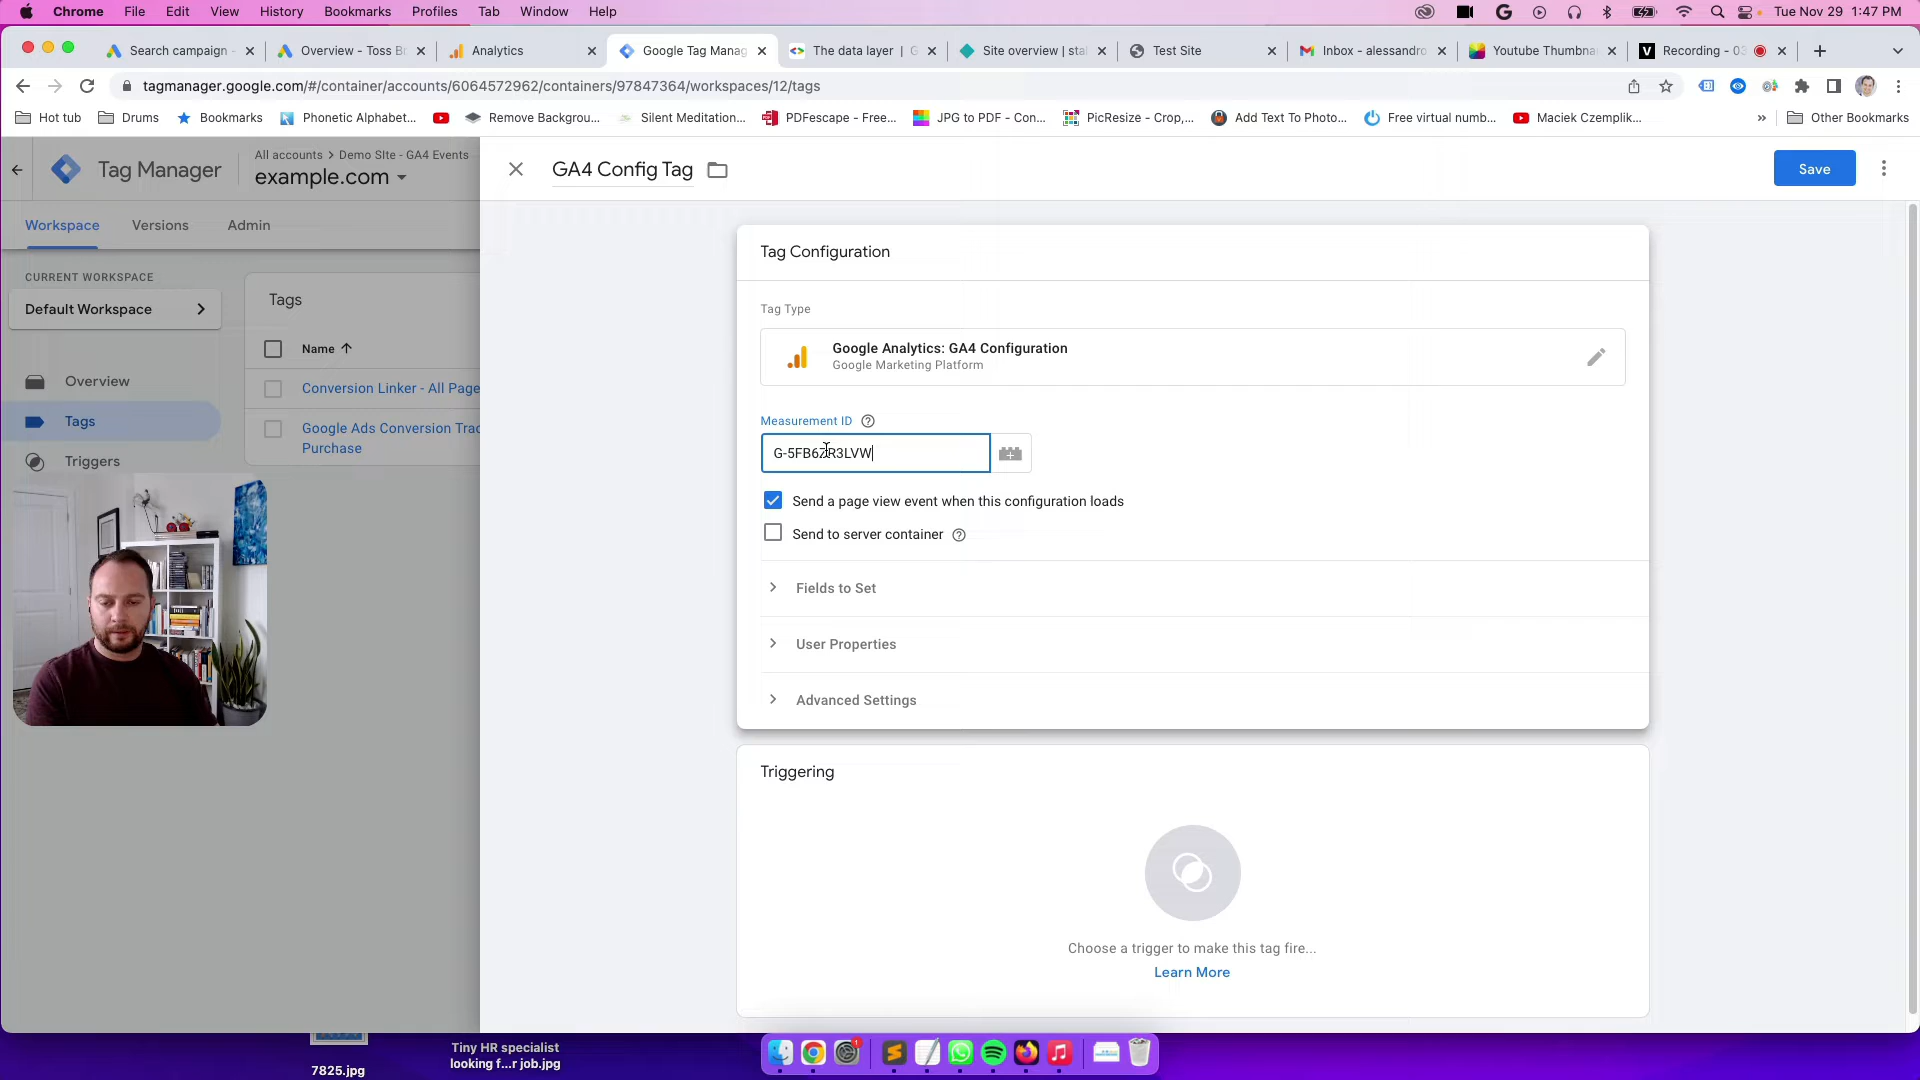 Chrome File Edit View History Bookmarks Profiles Tab Window Help Tue Nov 29 1:47 PM
Search campaign - Overview - Toss B Analytics Google Tag Manag The data layer | G Site overview | sta Test Site Inbox - alessandro Youtube Thumbna Recording - 03
tagmanager.google.com/#/container/accounts/6064572962/containers/97847364/workspaces/12/tags
Hot tub Drums Bookmarks Phonetic Alphabet... Remove Backgrou... Silent Meditation... PDFescape - Free... JPG to PDF - Con... PicResize - Crop,... Add Text To Photo... Free virtual numb... Maciek Czemplik... » Other Bookmarks
Tag Manager
All accounts > Demo Site - GA4 Events
example.com
Workspace Versions Admin
CURRENT WORKSPACE
Default Workspace
Overview
Tags
Triggers
Tags
Name
Conversion Linker - All Page
Google Ads Conversion Trac
Purchase
GA4 Config Tag
Save
Tag Configuration
Tag Type
Google Analytics: GA4 Configuration
Google Marketing Platform
Measurement ID
G-5FB6ZR3LVW
Send a page view event when this configuration loads
Send to server container
Fields to Set
User Properties
Advanced Settings
Triggering
Choose a trigger to make this tag fire...
Learn More
7825.jpg
Tiny HR specialist
looking f...r job.jpg